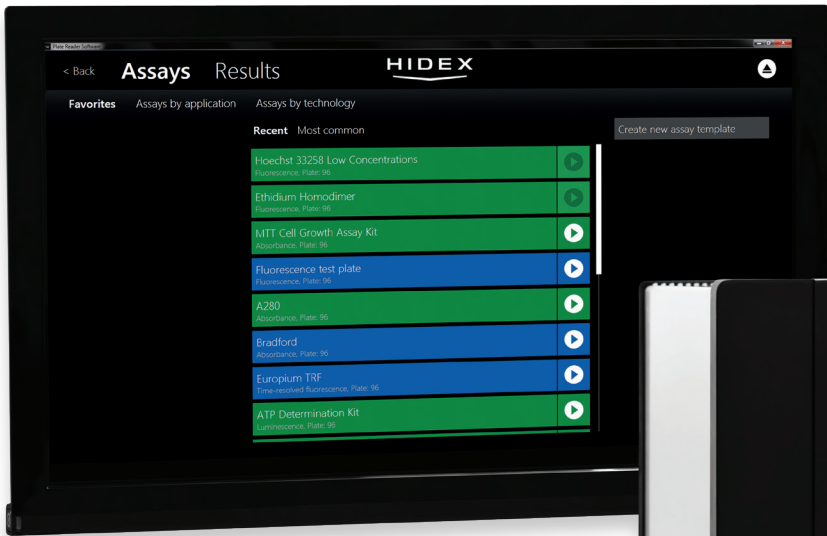 Plate Reader Software
< Back Assays Results HIDEX
Favorites Assays by application Assays by technology
Recent Most common
Create new assay template
Hoechst 33258 Low Concentrations
Fluorescence, Plate: 96
Ethidium Homodimer
Fluorescence, Plate: 96
MTT Cell Growth Assay Kit
Absorbance, Plate: 96
Fluorescence test plate
Fluorescence, Plate: 96
A280
Absorbance, Plate: 96
Bradford
Absorbance, Plate: 96
Europium TRF
Time-resolved fluorescence, Plate: 96
ATP Determination Kit
Luminescence, Plate: 96